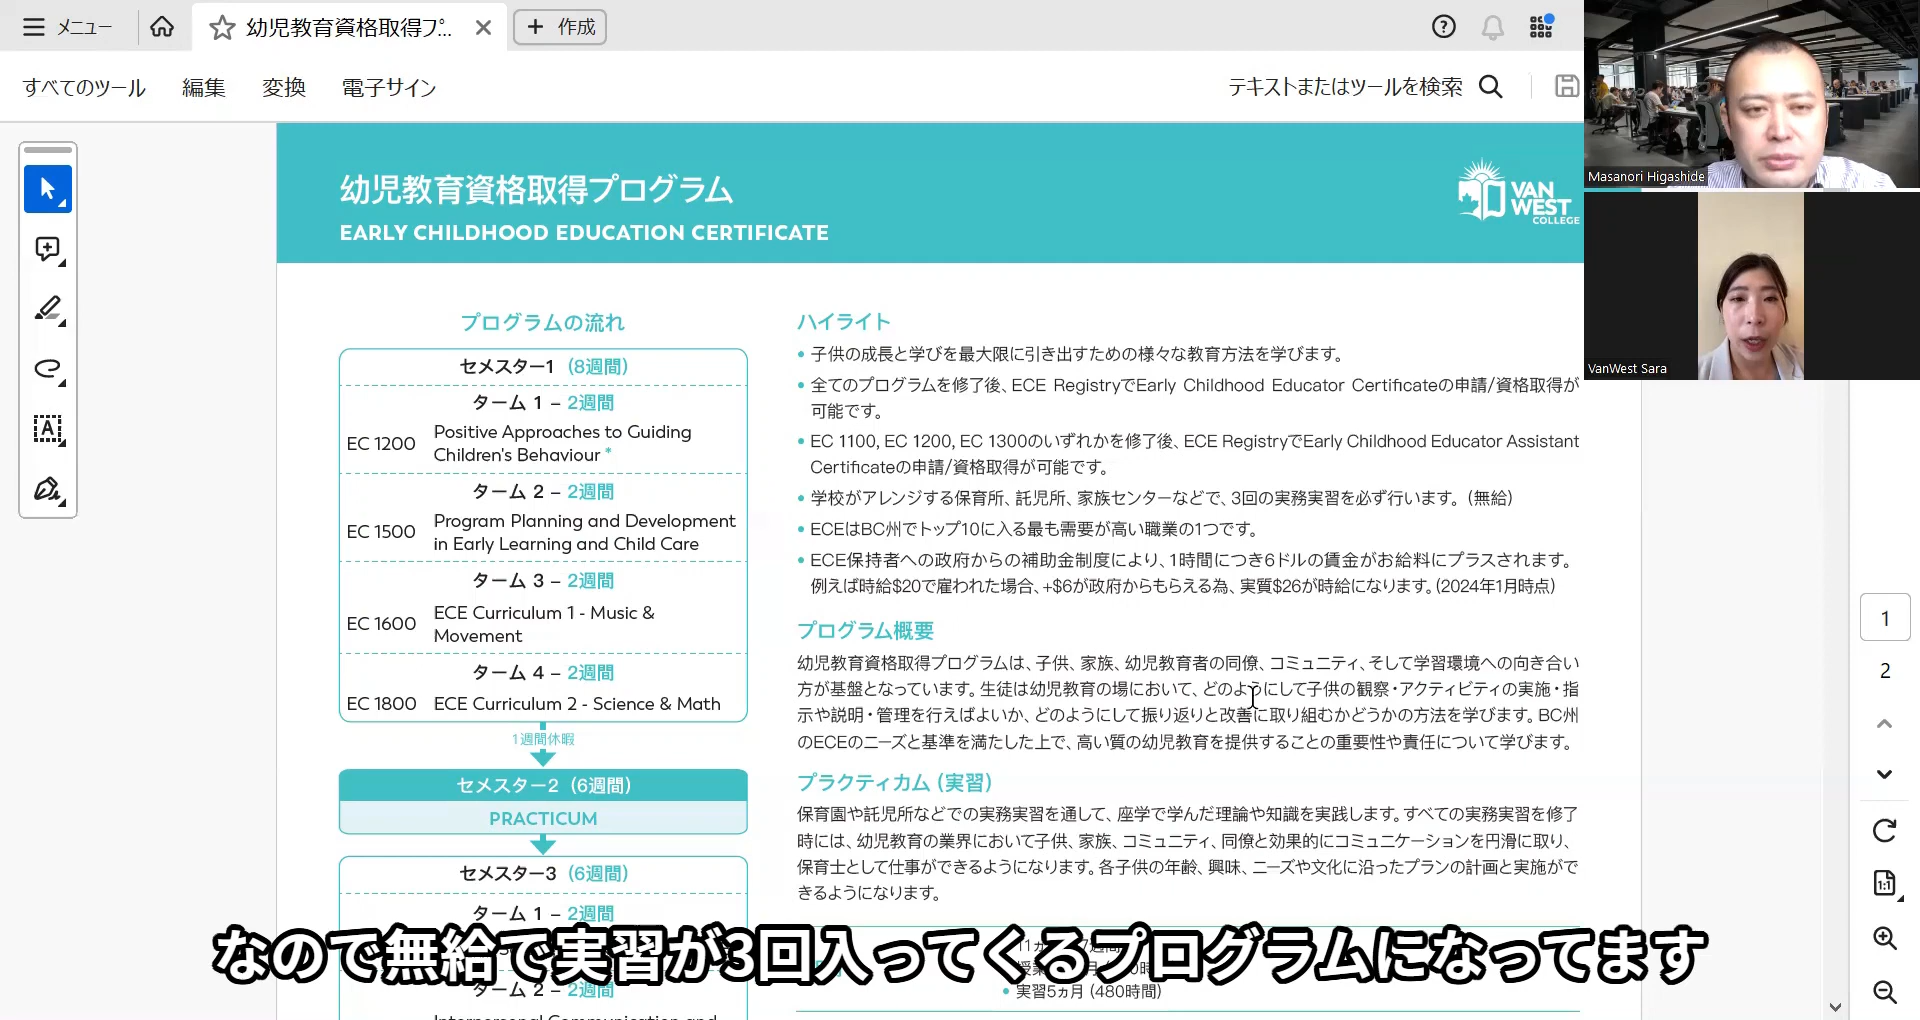 メニュー
幼児教育資格取得プ...
作成
すべてのツール
編集
変換
電子サイン
テキストまたはツールを検索
幼児教育資格取得プログラム
EARLY CHILDHOOD EDUCATION CERTIFICATE
VAN WEST COLLEGE
Masanori Higashide
VanWest Sara
プログラムの流れ
セメスター1 (8週間)
ターム 1 – 2週間
EC 1200 Positive Approaches to Guiding
Children's Behaviour *
ターム 2 – 2週間
EC 1500 Program Planning and Development
in Early Learning and Child Care
ターム 3 – 2週間
EC 1600 ECE Curriculum 1 - Music &
Movement
ターム 4 – 2週間
EC 1800 ECE Curriculum 2 - Science & Math
1週間休暇
セメスター2 (6週間)
PRACTICUM
セメスター3 (6週間)
ターム 1 – 2週間
ターム 2 – 2週間
Interpersonal Communication and
ハイライト
• 子供の成長と学びを最大限に引き出すための様々な教育方法を学びます。
• 全てのプログラムを修了後、ECE RegistryでEarly Childhood Educator Certificateの申請/資格取得が
可能です。
• EC 1100, EC 1200, EC 1300のいずれかを修了後、ECE RegistryでEarly Childhood Educator Assistant
Certificateの申請/資格取得が可能です。
• 学校がアレンジする保育所、託児所、家族センターなどで、3回の実務実習を必ず行います。(無給)
• ECEはBC州でトップ10に入る最も需要が高い職業の1つです。
• ECE保持者への政府からの補助金制度により、1時間につき6ドルの賃金がお給料にプラスされます。
例えば時給$20で雇われた場合、+$6が政府からもらえる為、実質$26が時給になります。(2024年1月時点)
プログラム概要
幼児教育資格取得プログラムは、子供、家族、幼児教育者の同僚、コミュニティ、そして学習環境への向き合い
方が基盤となっています。生徒は幼児教育の場において、どのようにして子供の観察・アクティビティの実施・指
示や説明・管理を行えばよいか、どのようにして振り返りと改善に取り組むかどうかの方法を学びます。BC州
のECEのニーズと基準を満たした上で、高い質の幼児教育を提供することの重要性や責任について学びます。
プラクティカム (実習)
保育園や託児所などでの実務実習を通して、座学で学んだ理論や知識を実践します。すべての実務実習を修了
時には、幼児教育の業界において子供、家族、コミュニティ、同僚と効果的にコミュニケーションを円滑に取り、
保育士として仕事ができるようになります。各子供の年齢、興味、ニーズや文化に沿ったプランの計画と実施がで
きるようになります。
• 実習5ヵ月 (480時間)
なので無給で実習が3回入ってくるプログラムになってます
1
2
1:1